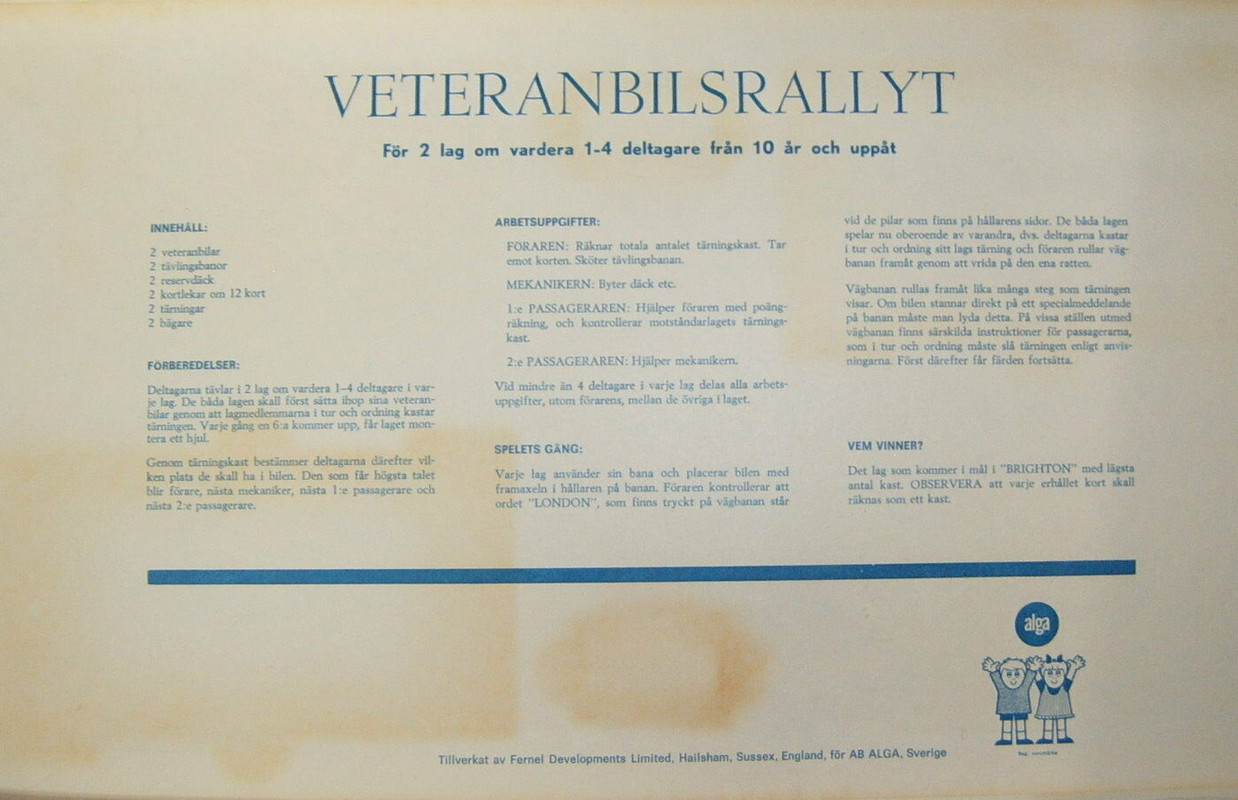 VETERANBILSRALLYT
För 2 lag om vardera 1-4 deltagare från 10 år och uppåt
INNEHÅLL:
2 veteranbilar
2 tävlingsbanor
2 reservdäck
2 kortlekar om 12 kort
2 tärningar
2 bägare
FÖRBEREDELSER:
Deltagarna tävlar i 2 lag om vardera 1–4 deltagare i var-
je lag. De båda lagen skall först sätta ihop sina veteran-
bilar genom att lagmedlemmarna i tur och ordning kastar
tärningen. Varje gång en 6:a kommer upp, får laget mon-
tera ett hjul.
Genom tärningskast bestämmer deltagarna därefter vil-
ken plats de skall ha i bilen. Den som får högsta talet
blir förare, nästa mekaniker, nästa 1:e passagerare och
nästa 2:e passagerare.
ARBETSUPPGIFTER:
FÖRAREN: Räknar totala antalet tärningskast. Tar
emot korten. Sköter tävlingsbanan.
MEKANIKERN: Byter däck etc.
1:e PASSAGERAREN: Hjälper föraren med poäng-
räkning, och kontrollerar motståndarlagets tärnings-
kast.
2:e PASSAGERAREN: Hjälper mekanikern.
Vid mindre än 4 deltagare i varje lag delas alla arbets-
uppgifter, utom förarens, mellan de övriga i laget.
SPELETS GÅNG:
Varje lag använder sin bana och placerar bilen med
framaxeln i hållaren på banan. Föraren kontrollerar att
ordet "LONDON", som finns tryckt på vägbanan står
vid de pilar som finns på hållarens sidor. De båda lagen
spelar nu oberoende av varandra, dvs. deltagarna kastar
i tur och ordning sitt lags tärning och föraren rullar väg-
banan framåt genom att vrida på den ena ratten.
Vägbanan rullas framåt lika många steg som tärningen
visar. Om bilen stannar direkt på ett specialmeddelande
på banan måste man lyda detta. På vissa ställen utmed
vägbanan finns särskilda instruktioner för passagerarna,
som i tur och ordning måste slå tärningen enligt anvis-
ningarna. Först därefter får färden fortsätta.
VEM VINNER?
Det lag som kommer i mål i "BRIGHTON" med lägsta
antal kast. OBSERVERA att varje erhållet kort skall
räknas som ett kast.
alga
Tillverkat av Fernel Developments Limited, Hailsham, Sussex, England, för AB ALGA, Sverige